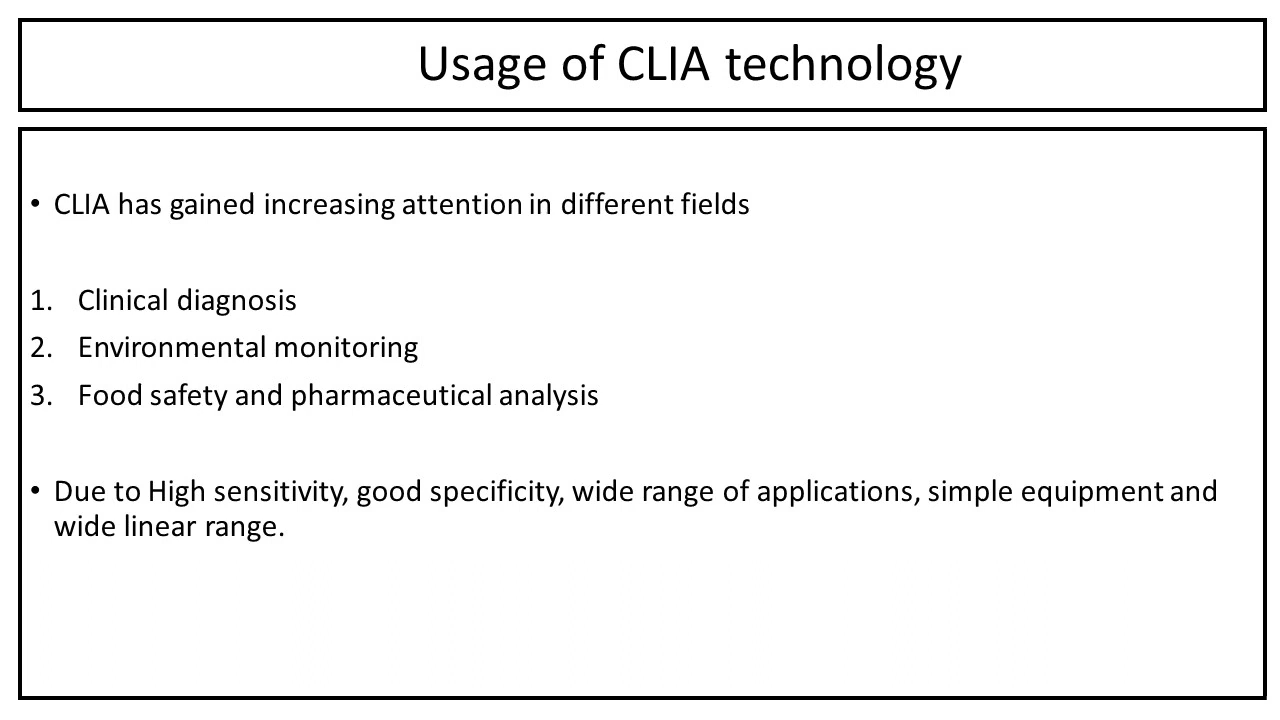 Usage of CLIA technology
• CLIA has gained increasing attention in different fields
1. Clinical diagnosis
2. Environmental monitoring
3. Food safety and pharmaceutical analysis
• Due to High sensitivity, good specificity, wide range of applications, simple equipment and
wide linear range.